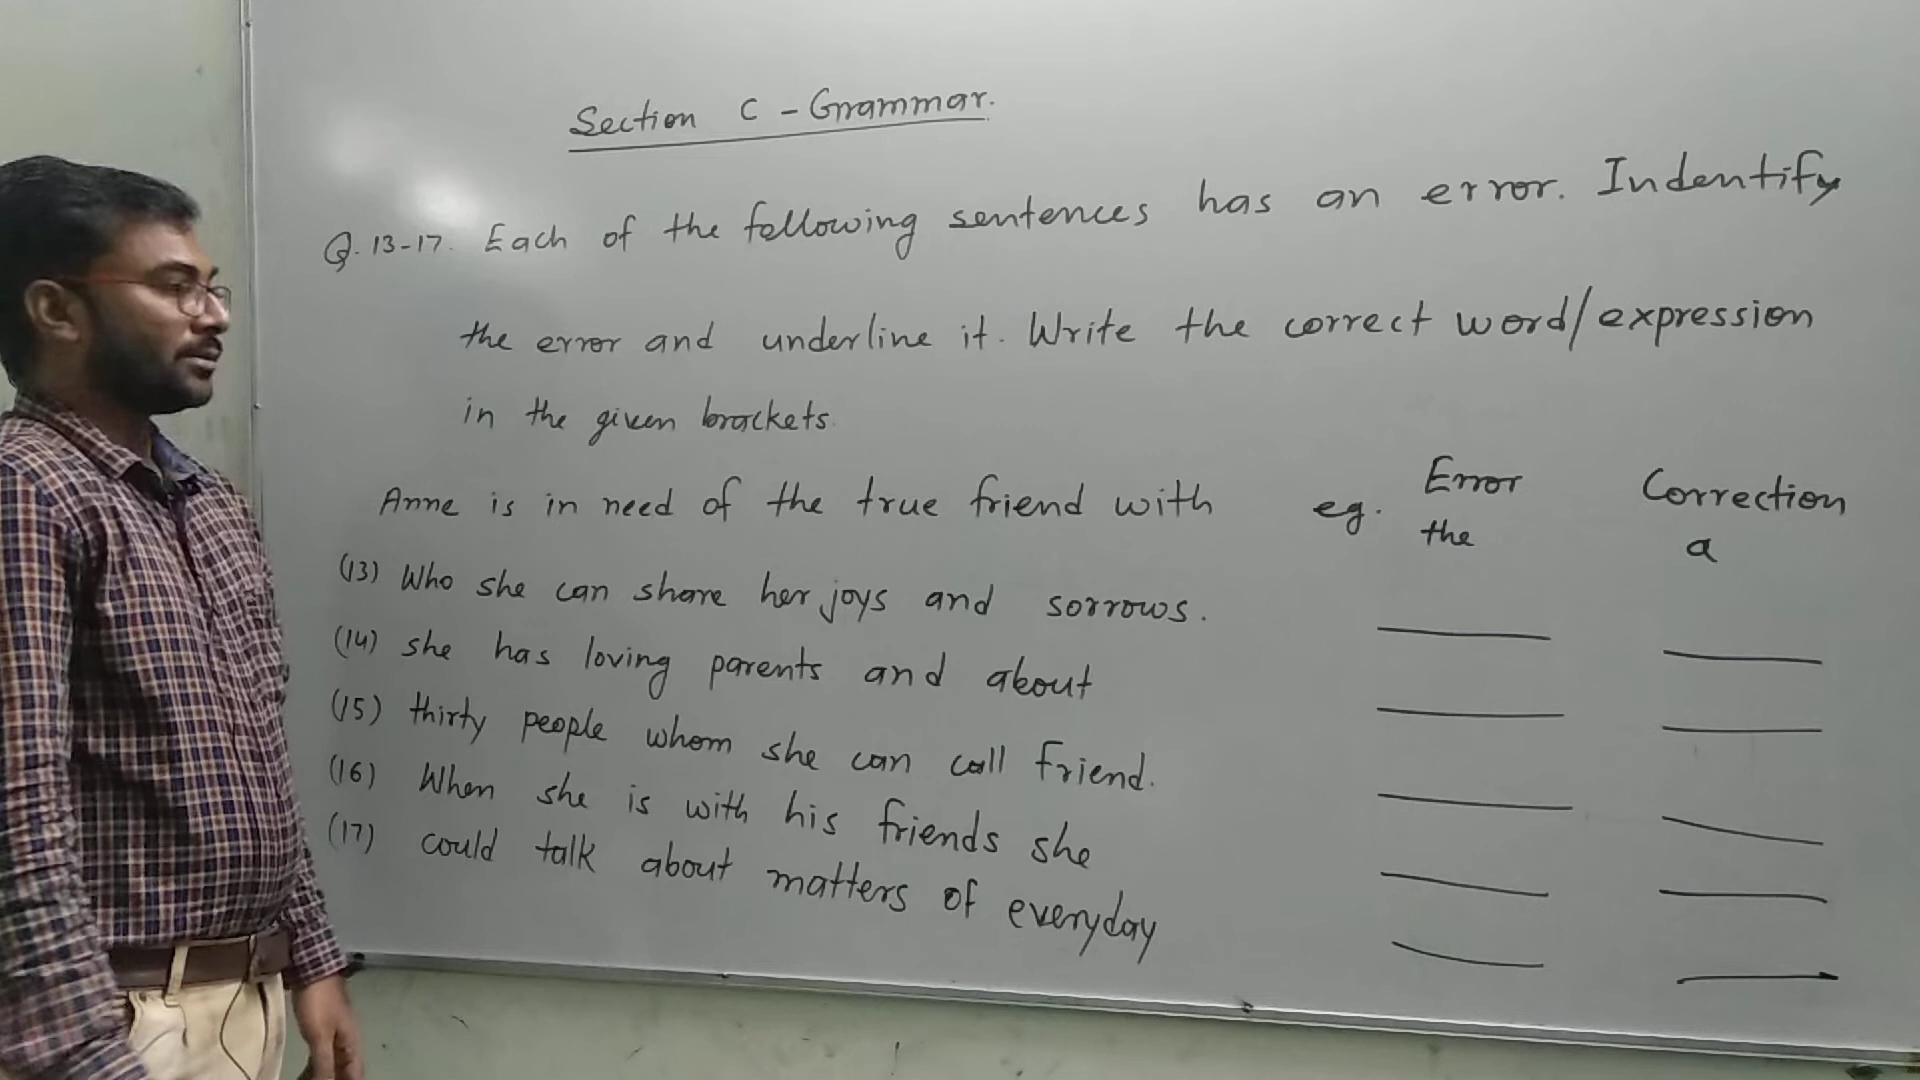 Section C - Grammar.
Q. 13-17. Each of the following sentences has an error. Indentify
the error and underline it. Write the correct word/expression
in the given brackets.
Anne is in need of the true friend with eg. Error Correction
the a
(13) Who she can share her joys and sorrows.
(14) she has loving parents and about
(15) thirty people whom she can call friend.
(16) When she is with his friends she
(17) could talk about matters of everyday